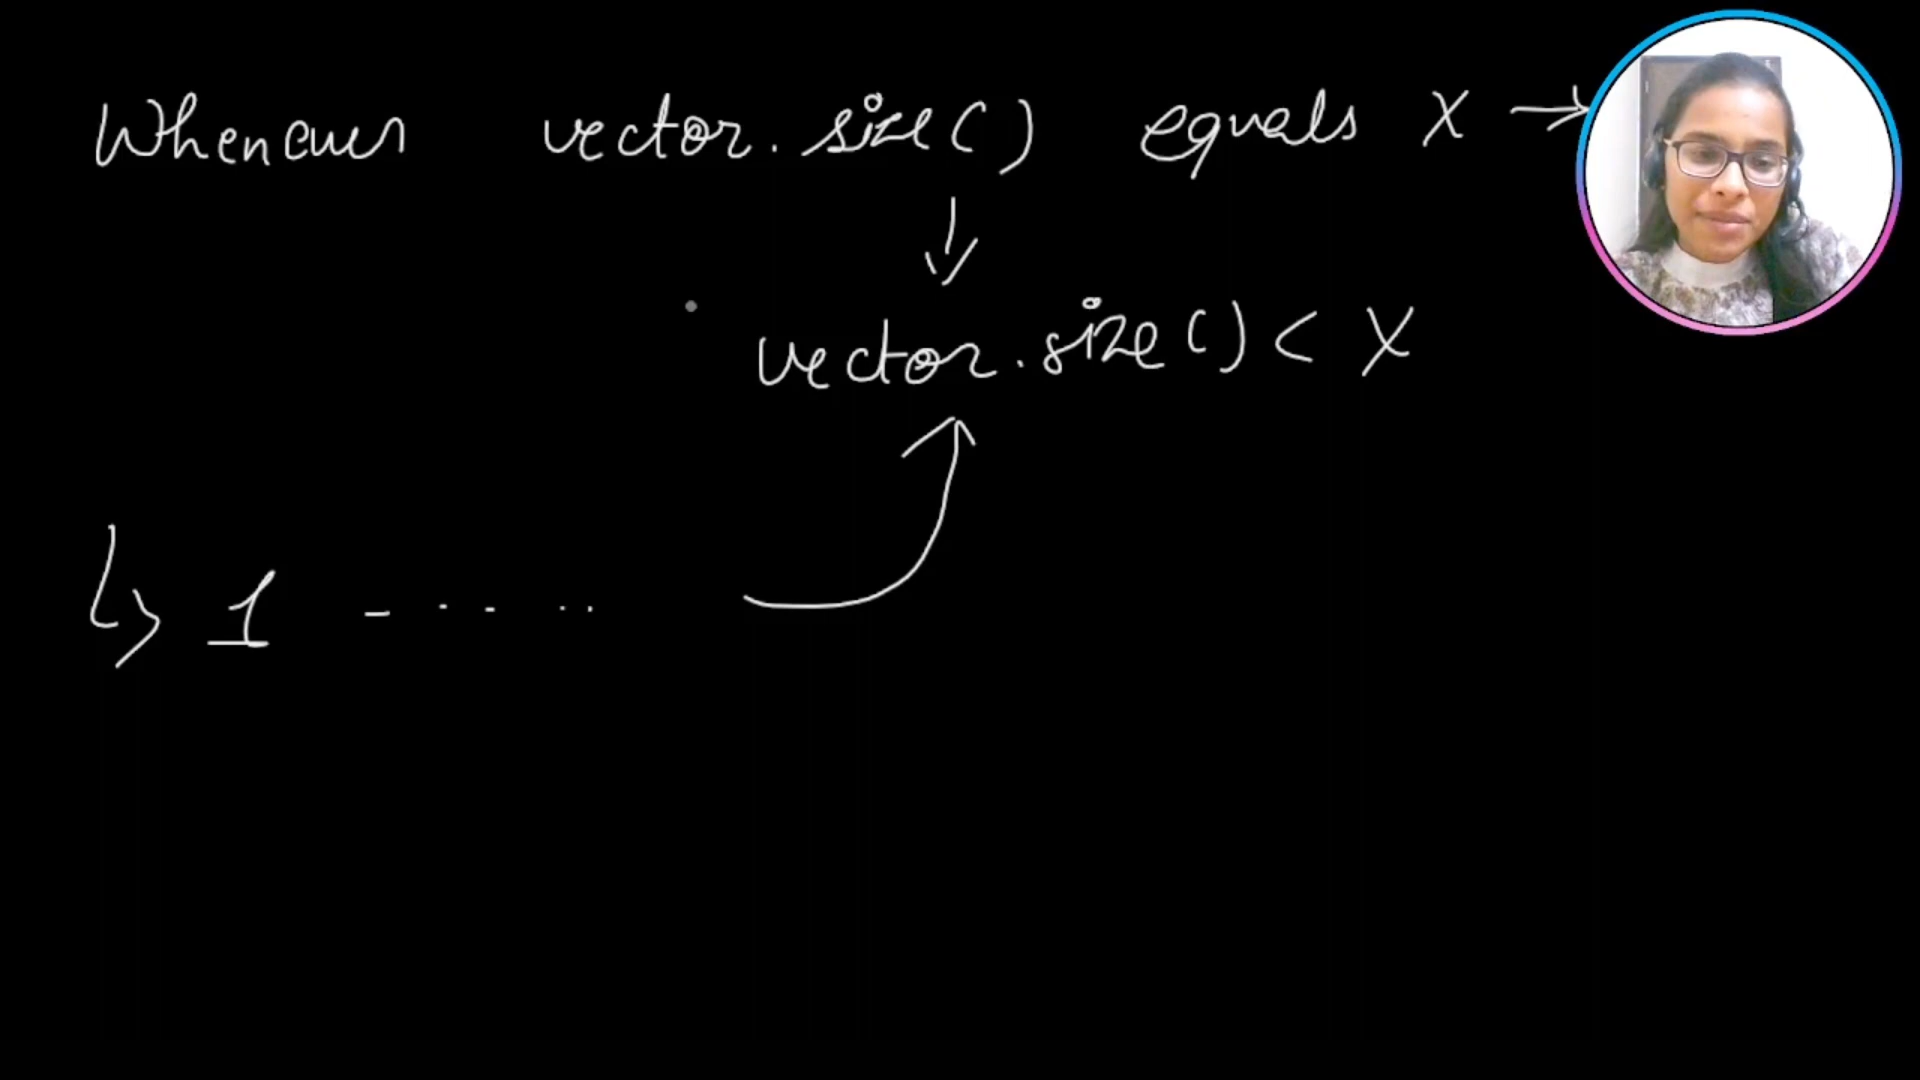 Whenever vector.size() equals X →
vector.size() < X
↳ 1 - . . . .